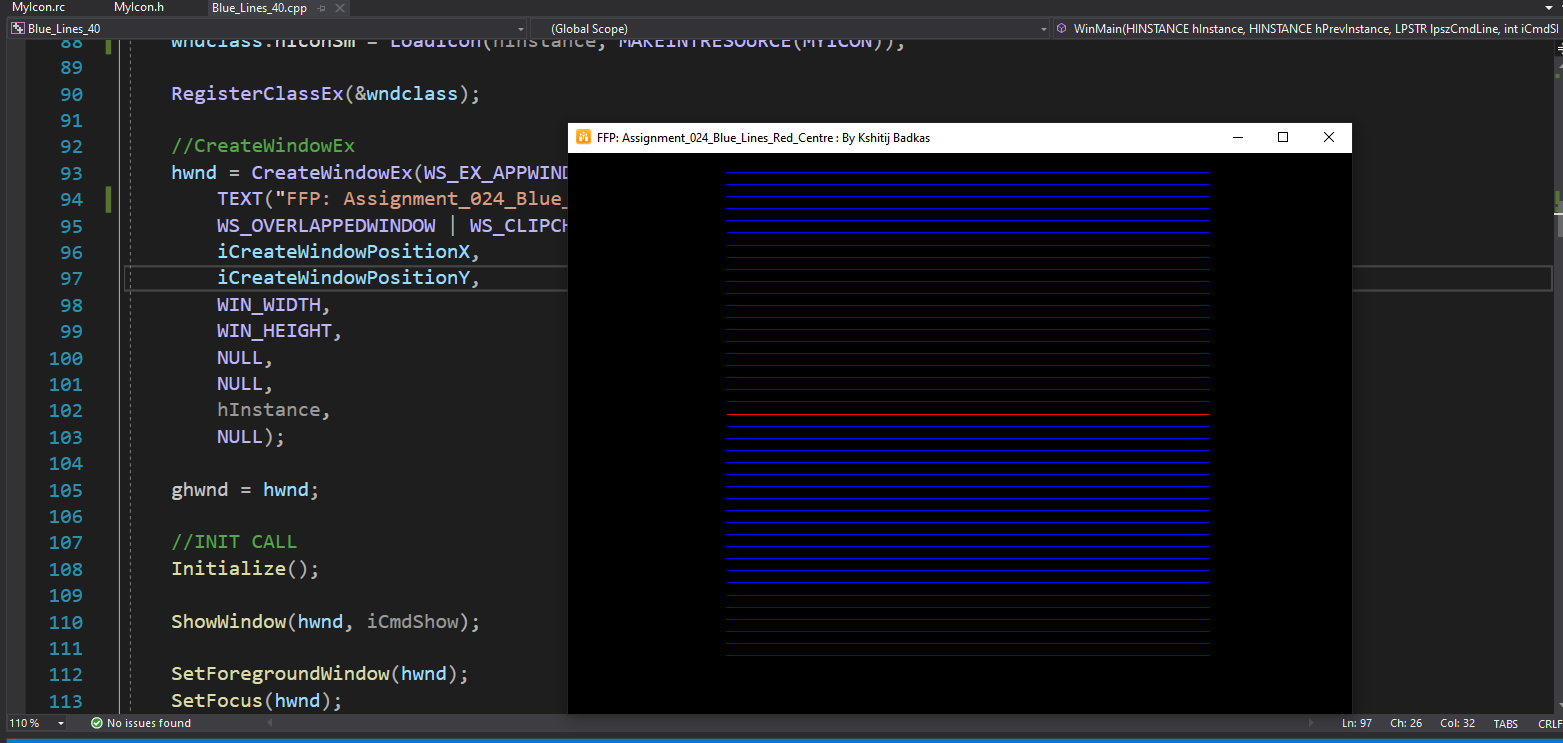 MyIcon.rc MyIcon.h Blue_Lines_40.cpp
Blue_Lines_40 (Global Scope) WinMain(HINSTANCE hInstance, HINSTANCE hPrevInstance, LPSTR lpszCmdLine, int iCmdSl
88 wndclass.hIconSm = LoadIcon(hInstance, MAKEINTRESOURCE(MYICON));
89
90 RegisterClassEx(&wndclass);
91
92 //CreateWindowEx
93 hwnd = CreateWindowEx(WS_EX_APPWIND
94 TEXT("FFP: Assignment_024_Blue_
95 WS_OVERLAPPEDWINDOW | WS_CLIPCH
96 iCreateWindowPositionX,
97 iCreateWindowPositionY,
98 WIN_WIDTH,
99 WIN_HEIGHT,
100 NULL,
101 NULL,
102 hInstance,
103 NULL);
104
105 ghwnd = hwnd;
106
107 //INIT CALL
108 Initialize();
109
110 ShowWindow(hwnd, iCmdShow);
111
112 SetForegroundWindow(hwnd);
113 SetFocus(hwnd);
FFP: Assignment_024_Blue_Lines_Red_Centre : By Kshitij Badkas
110 % No issues found Ln: 97 Ch: 26 Col: 32 TABS CRLF